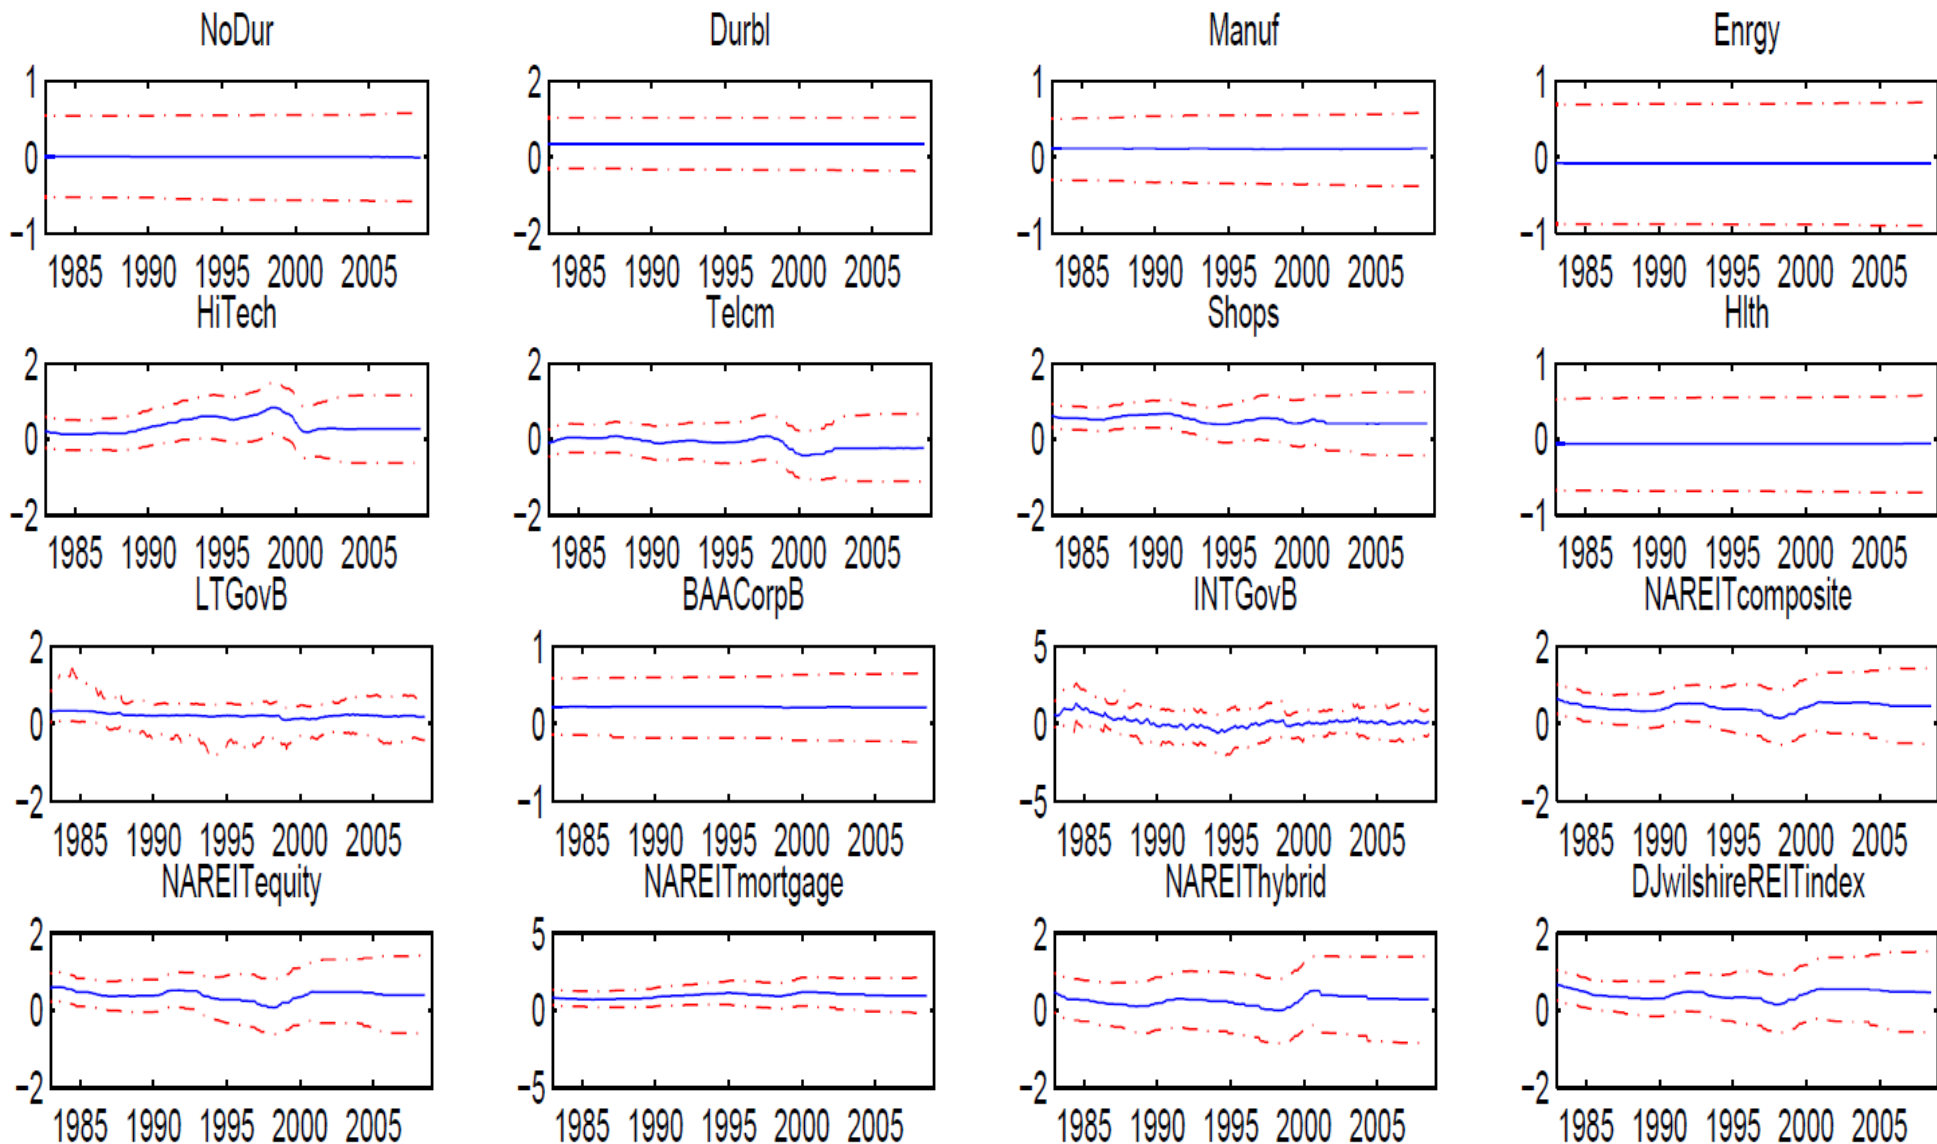 NoDur Durbl Manuf Enrgy
1 2 1 1
0 0 0 0
−1 −2 −1 −1
1985 1990 1995 2000 2005 1985 1990 1995 2000 2005 1985 1990 1995 2000 2005 1985 1990 1995 2000 2005
HiTech Telcm Shops Hlth
2 2 2 1
0 0 0 0
−2 −2 −2 −1
1985 1990 1995 2000 2005 1985 1990 1995 2000 2005 1985 1990 1995 2000 2005 1985 1990 1995 2000 2005
LTGovB BAACorpB INTGovB NAREITcomposite
2 1 5 2
0 0 0 0
−2 −1 −5 −2
1985 1990 1995 2000 2005 1985 1990 1995 2000 2005 1985 1990 1995 2000 2005 1985 1990 1995 2000 2005
NAREITequity NAREITmortgage NAREIThybrid DJwilshireREITindex
2 5 2 2
0 0 0 0
−2 −5 −2 −2
1985 1990 1995 2000 2005 1985 1990 1995 2000 2005 1985 1990 1995 2000 2005 1985 1990 1995 2000 2005